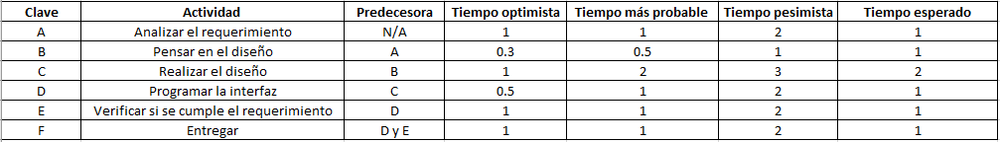 Clave Actividad Predecesora Tiempo optimista Tiempo más probable Tiempo pesimista Tiempo esperado
A Analizar el requerimiento N/A 1 1 2 1
B Pensar en el diseño A 0.3 0.5 1 1
C Realizar el diseño B 1 2 3 2
D Programar la interfaz C 0.5 1 2 1
E Verificar si se cumple el requerimiento D 1 1 2 1
F Entregar D y E 1 1 2 1